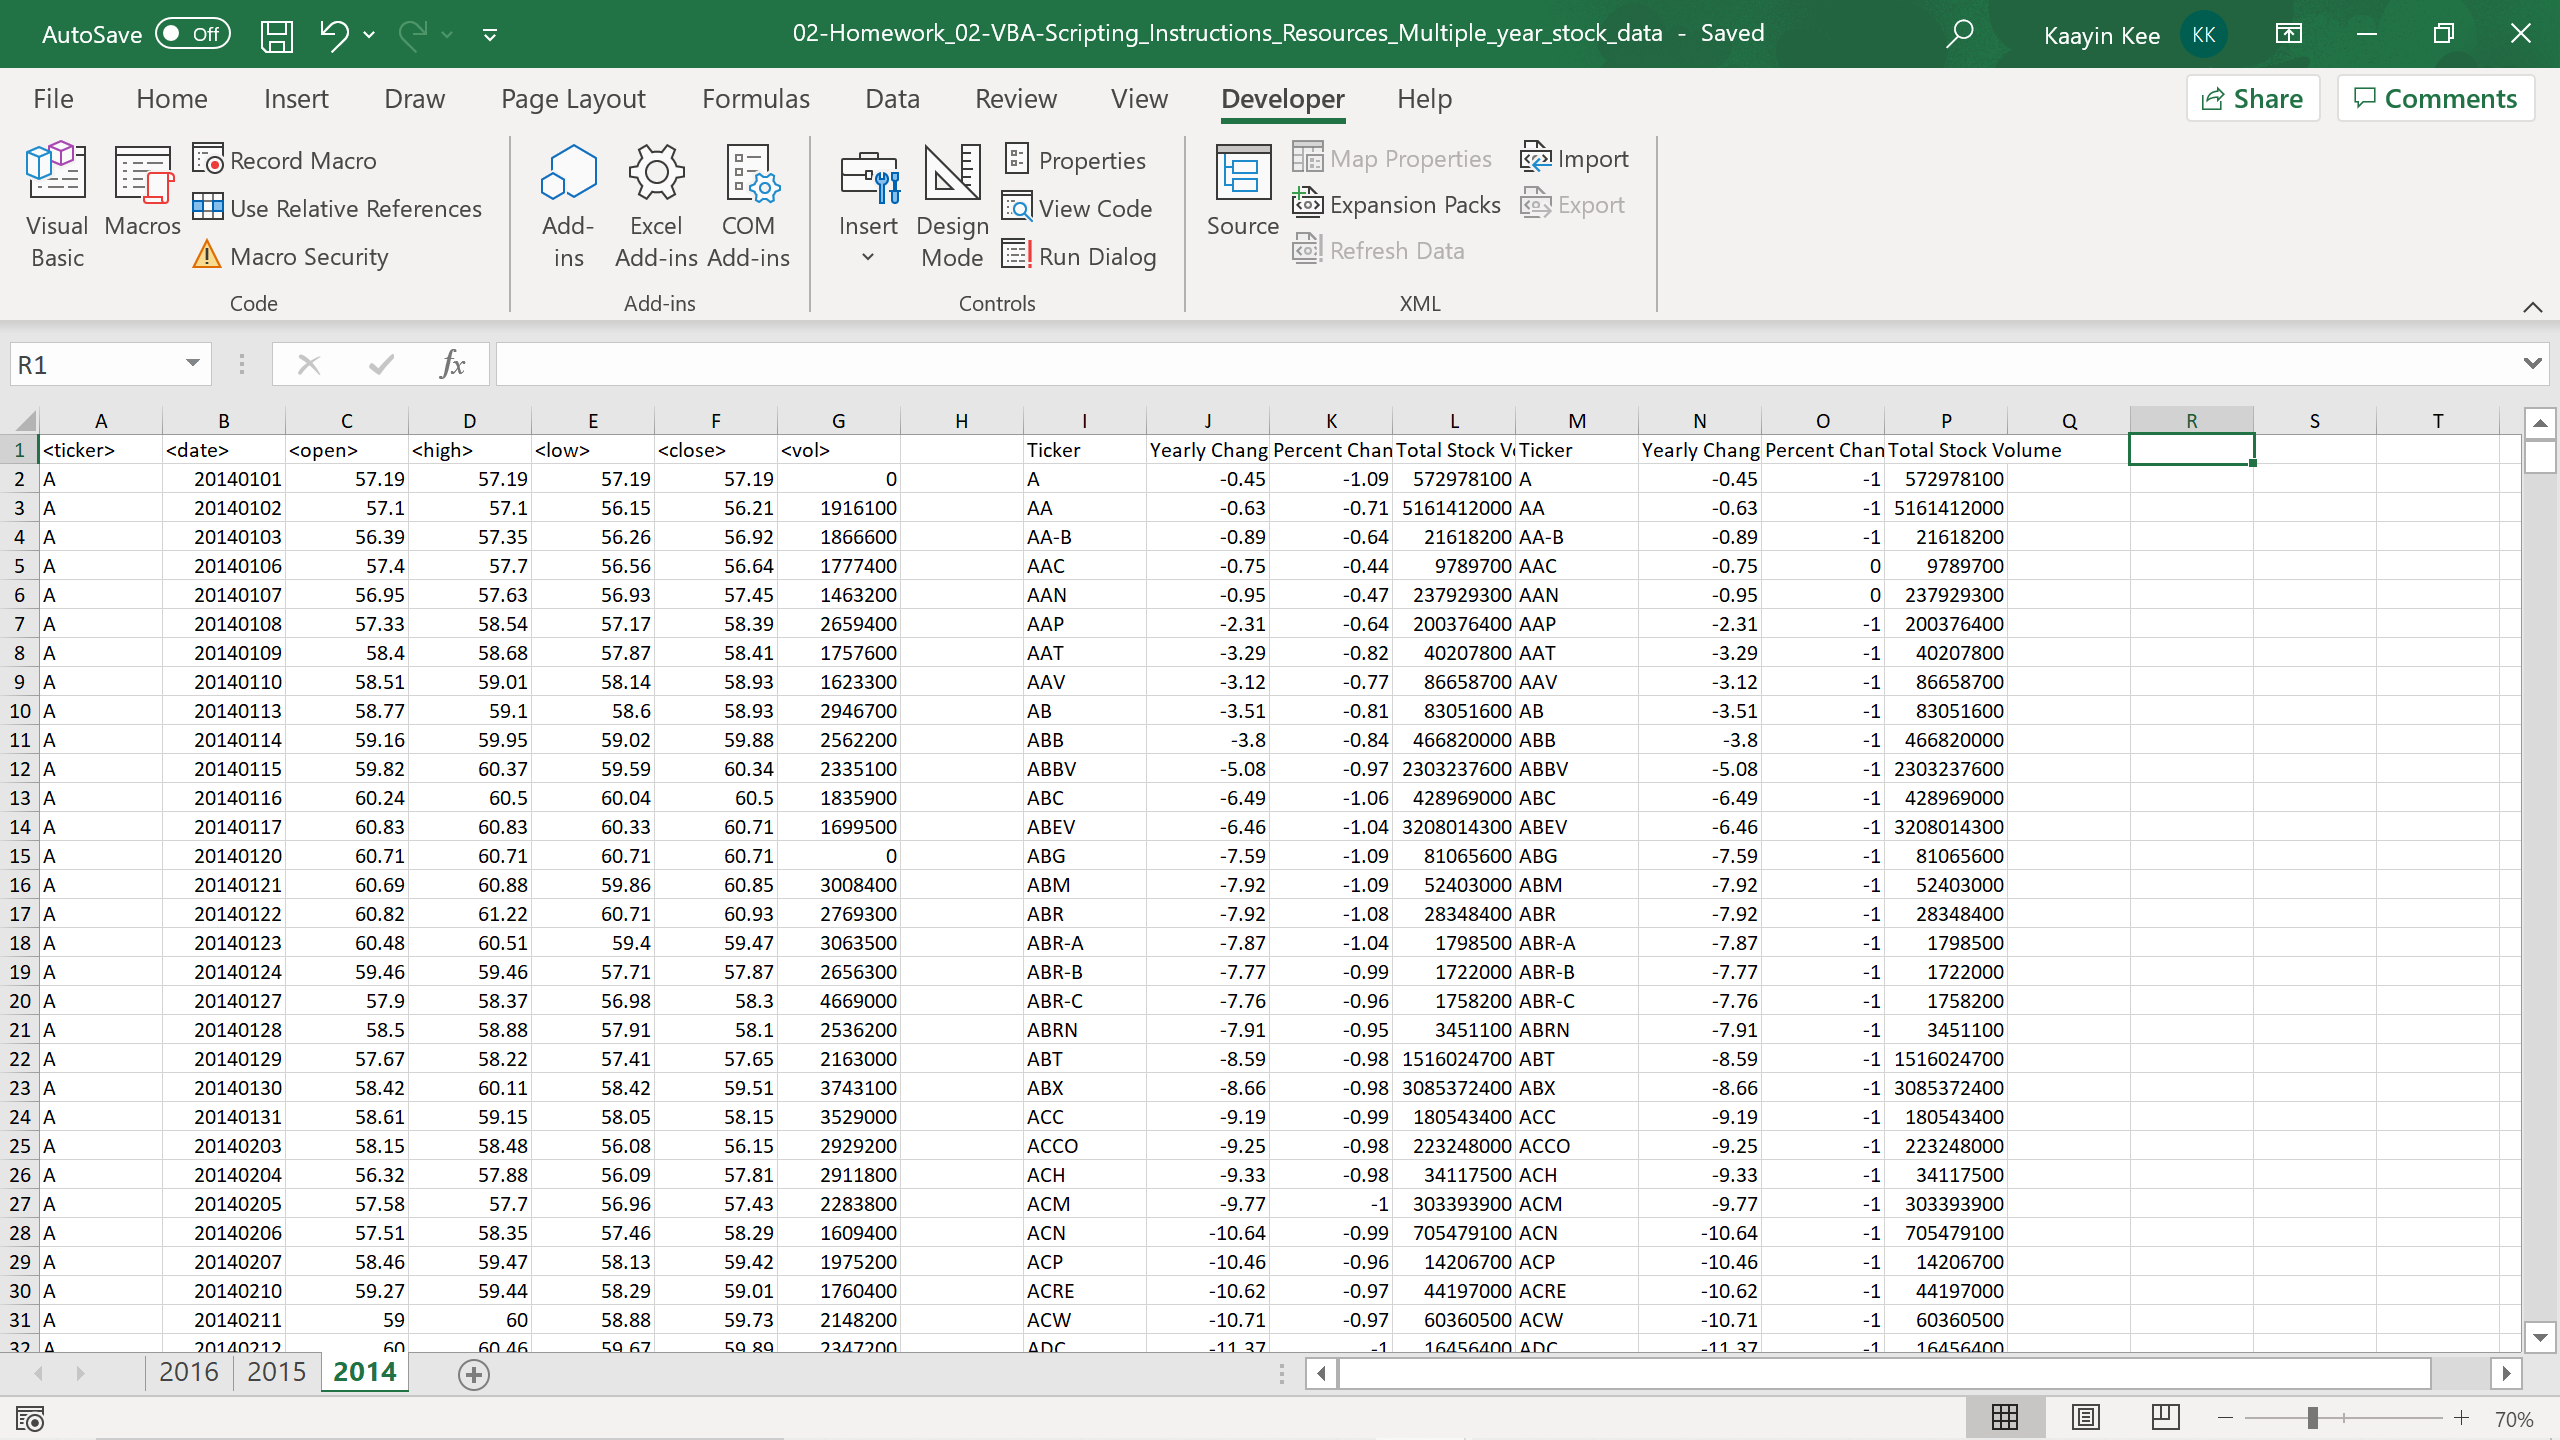 AutoSave Off 02-Homework_02-VBA-Scripting_Instructions_Resources_Multiple_year_stock_data - Saved Kaayin Kee KK
File Home Insert Draw Page Layout Formulas Data Review View Developer Help Share Comments
Visual Basic Macros Record Macro Use Relative References Macro Security Add-ins Excel Add-ins COM Add-ins Insert Design Mode Properties View Code Run Dialog Source Map Properties Expansion Packs Refresh Data Import Export
Code Add-ins Controls XML
R1 fx
A B C D E F G H I J K L M N O P Q R S T
1 <ticker> <date> <open> <high> <low> <close> <vol> Ticker Yearly Chang Percent Chan Total Stock V Ticker Yearly Chang Percent Chan Total Stock Volume
2 A 20140101 57.19 57.19 57.19 57.19 0 A -0.45 -1.09 572978100 A -0.45 -1 572978100
3 A 20140102 57.1 57.1 56.15 56.21 1916100 AA -0.63 -0.71 5161412000 AA -0.63 -1 5161412000
4 A 20140103 56.39 57.35 56.26 56.92 1866600 AA-B -0.89 -0.64 21618200 AA-B -0.89 -1 21618200
5 A 20140106 57.4 57.7 56.56 56.64 1777400 AAC -0.75 -0.44 9789700 AAC -0.75 0 9789700
6 A 20140107 56.95 57.63 56.93 57.45 1463200 AAN -0.95 -0.47 237929300 AAN -0.95 0 237929300
7 A 20140108 57.33 58.54 57.17 58.39 2659400 AAP -2.31 -0.64 200376400 AAP -2.31 -1 200376400
8 A 20140109 58.4 58.68 57.87 58.41 1757600 AAT -3.29 -0.82 40207800 AAT -3.29 -1 40207800
9 A 20140110 58.51 59.01 58.14 58.93 1623300 AAV -3.12 -0.77 86658700 AAV -3.12 -1 86658700
10 A 20140113 58.77 59.1 58.6 58.93 2946700 AB -3.51 -0.81 83051600 AB -3.51 -1 83051600
11 A 20140114 59.16 59.95 59.02 59.88 2562200 ABB -3.8 -0.84 466820000 ABB -3.8 -1 466820000
12 A 20140115 59.82 60.37 59.59 60.34 2335100 ABBV -5.08 -0.97 2303237600 ABBV -5.08 -1 2303237600
13 A 20140116 60.24 60.5 60.04 60.5 1835900 ABC -6.49 -1.06 428969000 ABC -6.49 -1 428969000
14 A 20140117 60.83 60.83 60.33 60.71 1699500 ABEV -6.46 -1.04 3208014300 ABEV -6.46 -1 3208014300
15 A 20140120 60.71 60.71 60.71 60.71 0 ABG -7.59 -1.09 81065600 ABG -7.59 -1 81065600
16 A 20140121 60.69 60.88 59.86 60.85 3008400 ABM -7.92 -1.09 52403000 ABM -7.92 -1 52403000
17 A 20140122 60.82 61.22 60.71 60.93 2769300 ABR -7.92 -1.08 28348400 ABR -7.92 -1 28348400
18 A 20140123 60.48 60.51 59.4 59.47 3063500 ABR-A -7.87 -1.04 1798500 ABR-A -7.87 -1 1798500
19 A 20140124 59.46 59.46 57.71 57.87 2656300 ABR-B -7.77 -0.99 1722000 ABR-B -7.77 -1 1722000
20 A 20140127 57.9 58.37 56.98 58.3 4669000 ABR-C -7.76 -0.96 1758200 ABR-C -7.76 -1 1758200
21 A 20140128 58.5 58.88 57.91 58.1 2536200 ABRN -7.91 -0.95 3451100 ABRN -7.91 -1 3451100
22 A 20140129 57.67 58.22 57.41 57.65 2163000 ABT -8.59 -0.98 1516024700 ABT -8.59 -1 1516024700
23 A 20140130 58.42 60.11 58.42 59.51 3743100 ABX -8.66 -0.98 3085372400 ABX -8.66 -1 3085372400
24 A 20140131 58.61 59.15 58.05 58.15 3529000 ACC -9.19 -0.99 180543400 ACC -9.19 -1 180543400
25 A 20140203 58.15 58.48 56.08 56.15 2929200 ACCO -9.25 -0.98 223248000 ACCO -9.25 -1 223248000
26 A 20140204 56.32 57.88 56.09 57.81 2911800 ACH -9.33 -0.98 34117500 ACH -9.33 -1 34117500
27 A 20140205 57.58 57.7 56.96 57.43 2283800 ACM -9.77 -1 303393900 ACM -9.77 -1 303393900
28 A 20140206 57.51 58.35 57.46 58.29 1609400 ACN -10.64 -0.99 705479100 ACN -10.64 -1 705479100
29 A 20140207 58.46 59.47 58.13 59.42 1975200 ACP -10.46 -0.96 14206700 ACP -10.46 -1 14206700
30 A 20140210 59.27 59.44 58.29 59.01 1760400 ACRE -10.62 -0.97 44197000 ACRE -10.62 -1 44197000
31 A 20140211 59 60 58.88 59.73 2148200 ACW -10.71 -0.97 60360500 ACW -10.71 -1 60360500
32 A 20140212 60 60.46 59.67 59.89 2347200 ADC -11.37 -1 16456400 ADC -11.37 -1 16456400
2016 2015 2014
70%